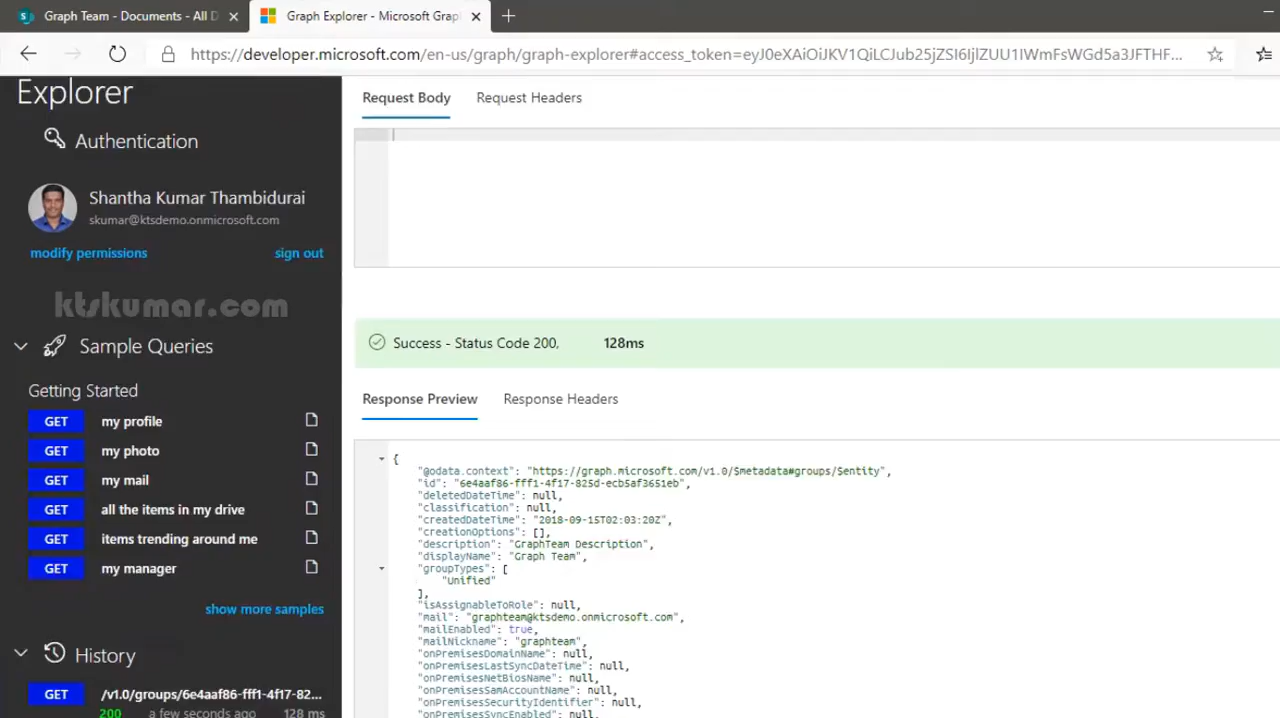 Graph Team - Documents - All D
Graph Explorer - Microsoft Grap
https://developer.microsoft.com/en-us/graph/graph-explorer#access_token=eyJ0eXAiOiJKV1QiLCJub25jZSI6IjlZUU1IWmFsWGd5a3JFTHF...
Explorer
Authentication
Shantha Kumar Thambidurai
skumar@ktsdemo.onmicrosoft.com
modify permissions
sign out
ktskumar.com
Sample Queries
Getting Started
GET my profile
GET my photo
GET my mail
GET all the items in my drive
GET items trending around me
GET my manager
show more samples
History
GET /v1.0/groups/6e4aaf86-fff1-4f17-82...
200 a few seconds ago 128 ms
Request Body
Request Headers
Success - Status Code 200, 128ms
Response Preview
Response Headers
{
"@odata.context": "https://graph.microsoft.com/v1.0/$metadata#groups/$entity",
"id": "6e4aaf86-fff1-4f17-825d-ecb5af3651eb",
"deletedDateTime": null,
"classification": null,
"createdDateTime": "2018-09-15T02:03:20Z",
"creationOptions": [],
"description": "GraphTeam Description",
"displayName": "Graph Team",
"groupTypes": [
"Unified"
],
"isAssignableToRole": null,
"mail": "graphteam@ktsdemo.onmicrosoft.com",
"mailEnabled": true,
"mailNickname": "graphteam",
"onPremisesDomainName": null,
"onPremisesLastSyncDateTime": null,
"onPremisesNetBiosName": null,
"onPremisesSamAccountName": null,
"onPremisesSecurityIdentifier": null,
"onPremisesSyncEnabled": null,